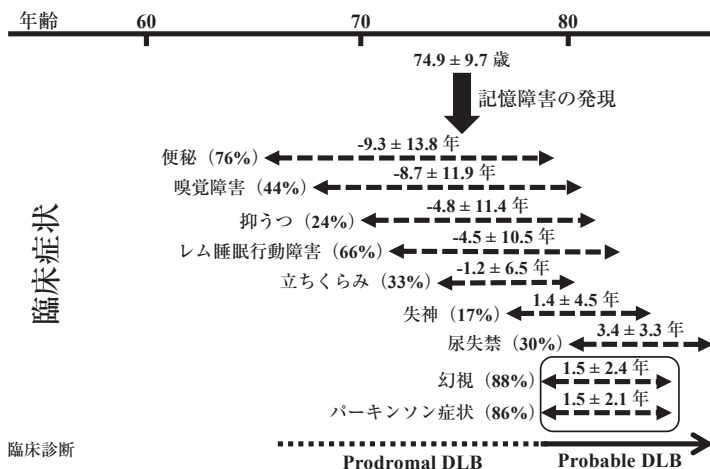 年齢 60 70 80
74.9 ± 9.7 歳
記憶障害の発現
-9.3 ± 13.8 年
便秘（76%）
-8.7 ± 11.9 年
嗅覚障害（44%）
-4.8 ± 11.4 年
抑うつ（24%）
-4.5 ± 10.5 年
レム睡眠行動障害（66%）
-1.2 ± 6.5 年
立ちくらみ（33%）
1.4 ± 4.5 年
失神（17%）
3.4 ± 3.3 年
尿失禁（30%）
1.5 ± 2.4 年
幻視（88%）
1.5 ± 2.1 年
パーキンソン症状（86%）
臨床症状
臨床診断
Prodromal DLB Probable DLB